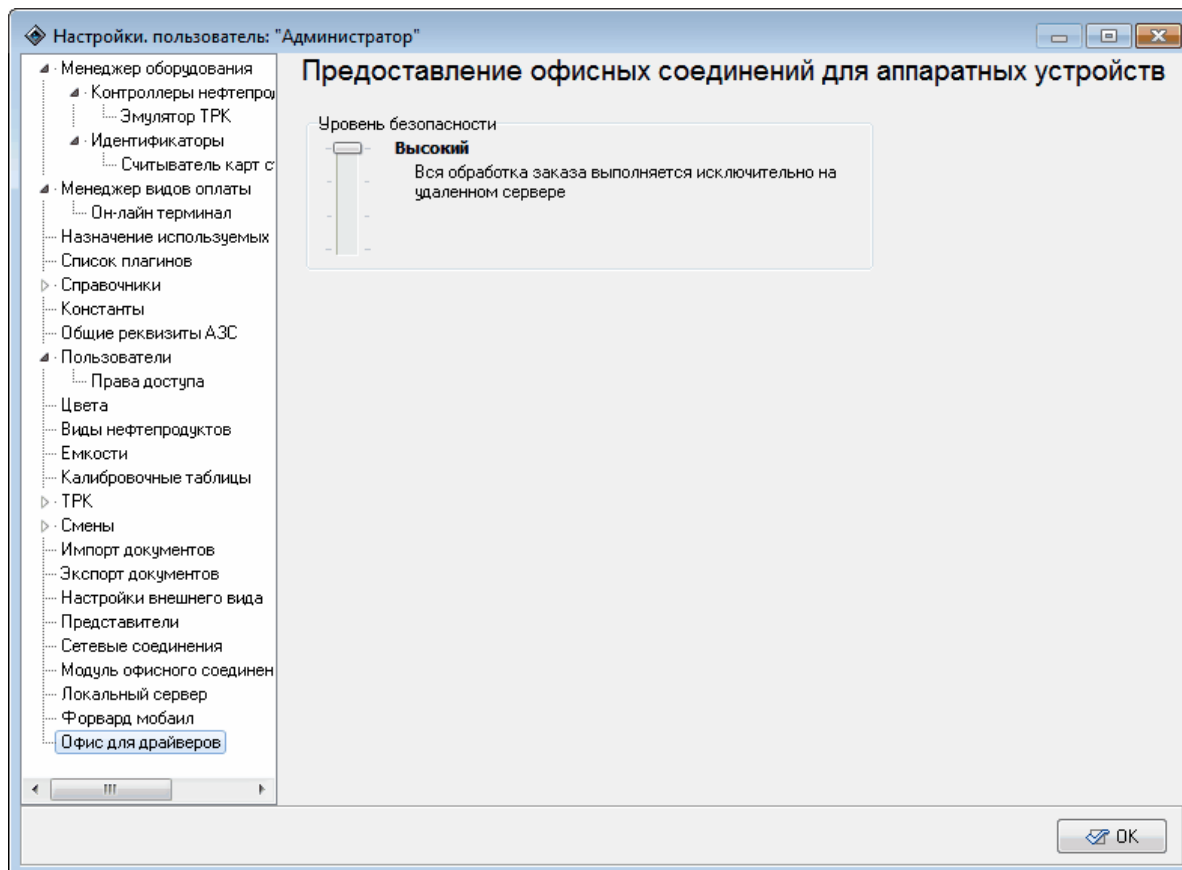 Настройки. пользователь: "Администратор"
Менеджер оборудования
Контроллеры нефтепрод
Эмулятор ТРК
Идентификаторы
Считыватель карт с
Менеджер видов оплаты
Он-лайн терминал
Назначение используемых
Список плагинов
Справочники
Константы
Общие реквизиты АЗС
Пользователи
Права доступа
Цвета
Виды нефтепродуктов
Емкости
Калибровочные таблицы
ТРК
Смены
Импорт документов
Экспорт документов
Настройки внешнего вида
Представители
Сетевые соединения
Модуль офисного соединен
Локальный сервер
Форвард мобаил
Офис для драйверов
Предоставление офисных соединений для аппаратных устройств
Уровень безопасности
Высокий
Вся обработка заказа выполняется исключительно на
удаленном сервере
OK